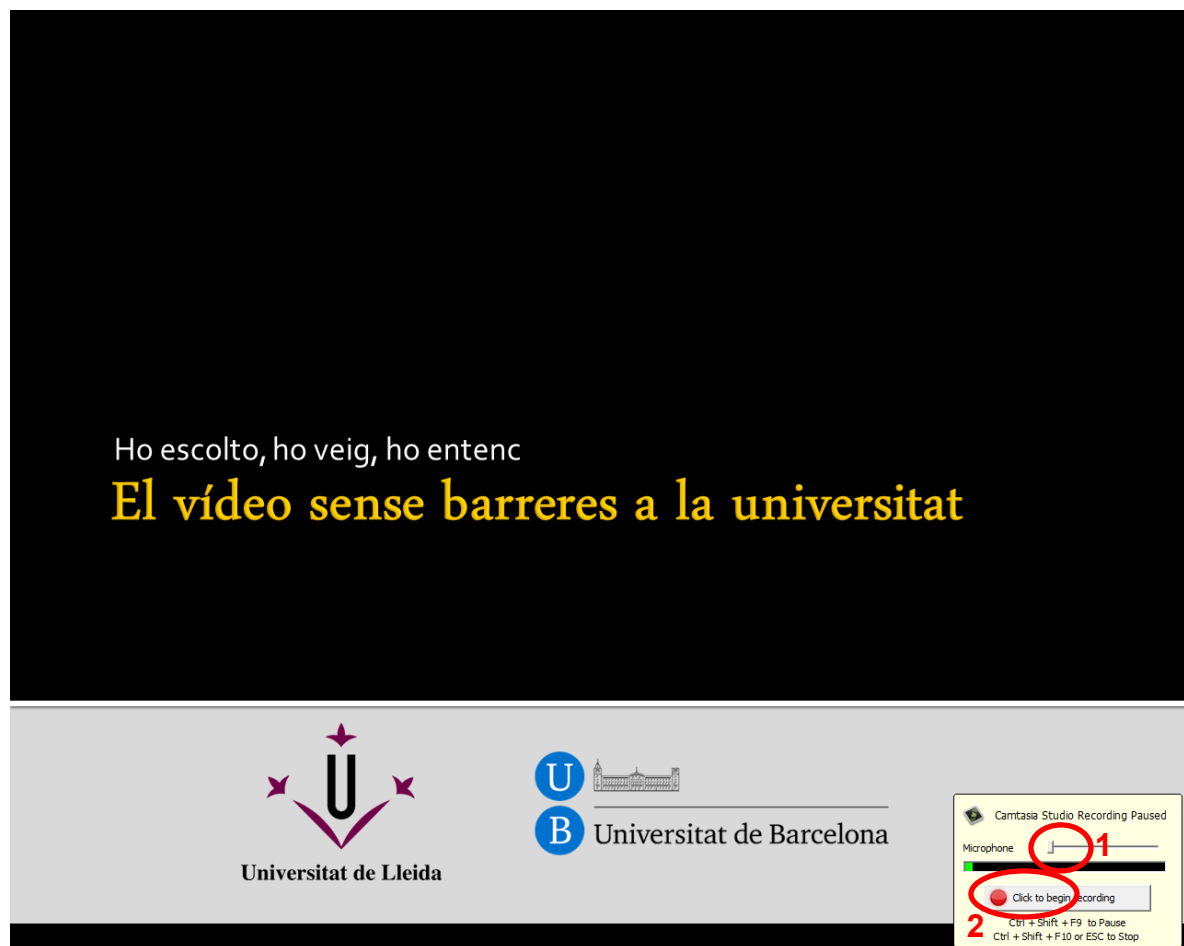 Ho escolto, ho veig, ho entenc
El vídeo sense barreres a la universitat
U
Universitat de Lleida
U
B
Universitat de Barcelona
Camtasia Studio Recording Paused
Microphone
1
Click to begin recording
2
Ctrl + Shift + F9 to Pause
Ctrl + Shift + F10 or ESC to Stop